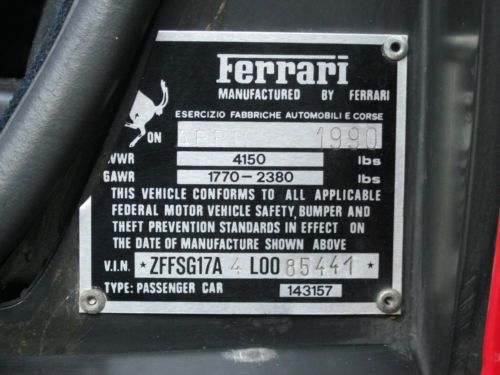 Ferrari
MANUFACTURED BY FERRARI
ESERCIZIO FABBRICHE AUTOMOBILI E CORSE
ON 1990
GVWR 4150 lbs
GAWR 1770-2380 lbs
THIS VEHICLE CONFORMS TO ALL APPLICABLE
FEDERAL MOTOR VEHICLE SAFETY, BUMPER AND
THEFT PREVENTION STANDARDS IN EFFECT ON
THE DATE OF MANUFACTURE SHOWN ABOVE
V.I.N. *ZFFSG17A 4 L00 85441*
TYPE: PASSENGER CAR 143157